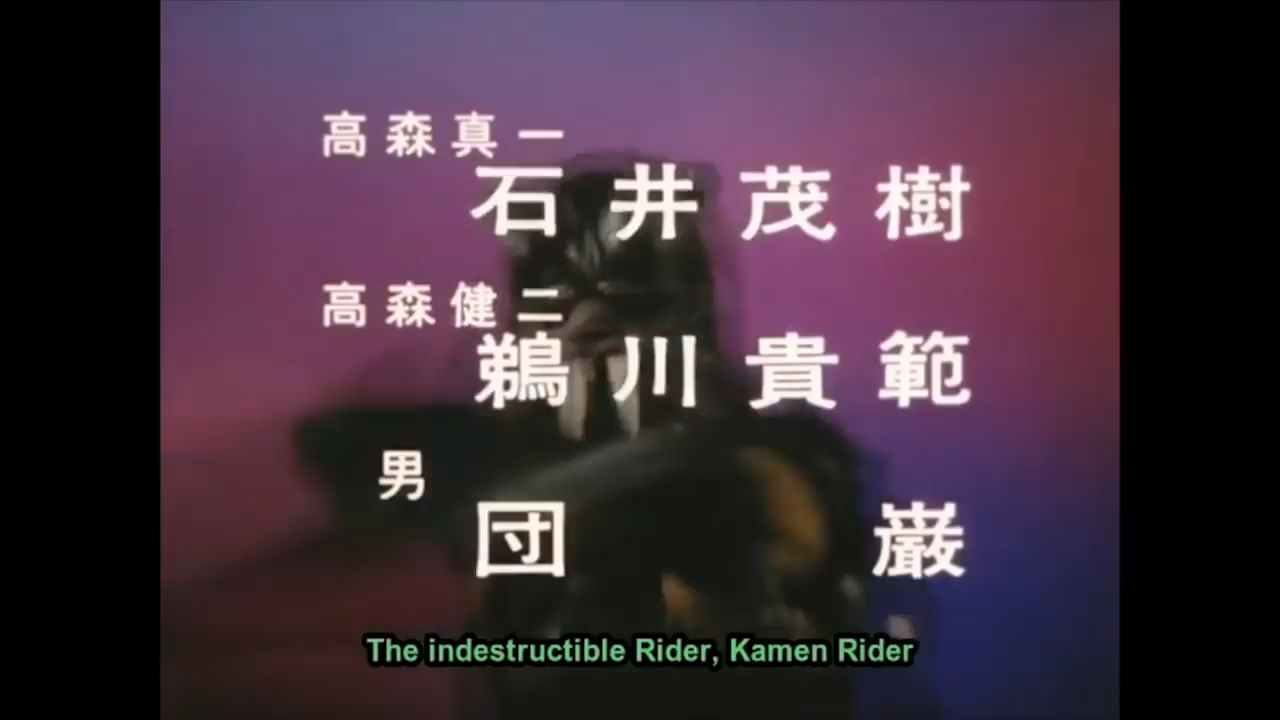 高森真一
石井茂樹
高森健二
鵜川貴範
男
団 巌
The indestructible Rider, Kamen Rider